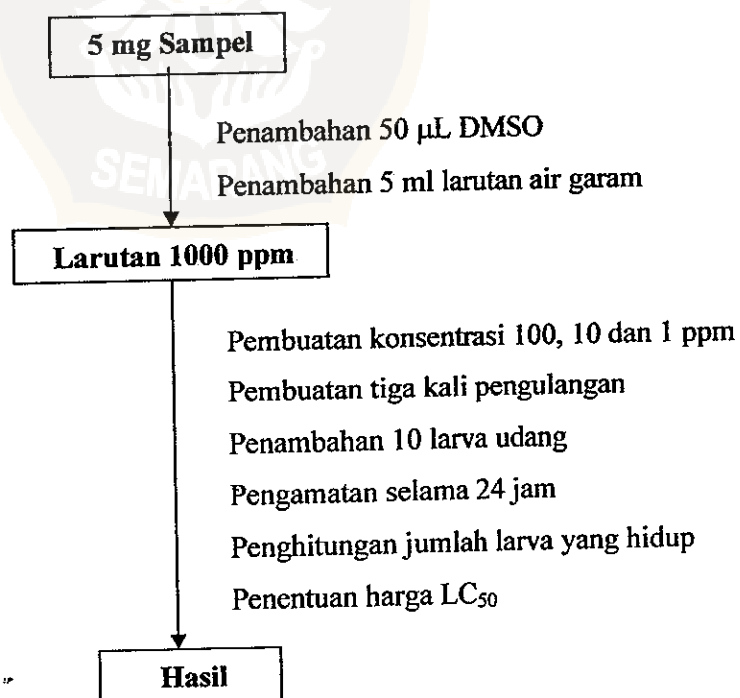 5 mg Sampel
Penambahan 50 μL DMSO
Penambahan 5 ml larutan air garam
SEMARANG
Larutan 1000 ppm
Pembuatan konsentrasi 100, 10 dan 1 ppm
Pembuatan tiga kali pengulangan
Penambahan 10 larva udang
Pengamatan selama 24 jam
Penghitungan jumlah larva yang hidup
Penentuan harga LC₅₀
Hasil